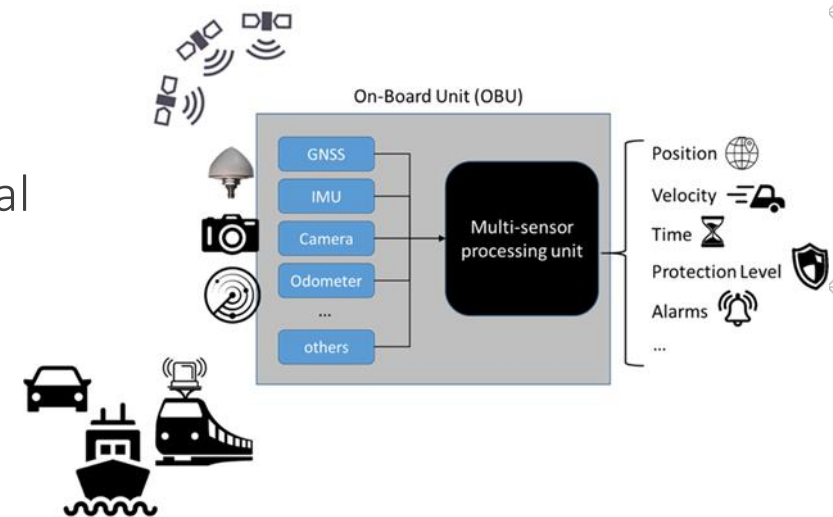 al
On-Board Unit (OBU)
GNSS
IMU
Camera
Odometer
...
others
Multi-sensor
processing unit
Position
Velocity
Time
Protection Level
Alarms
...